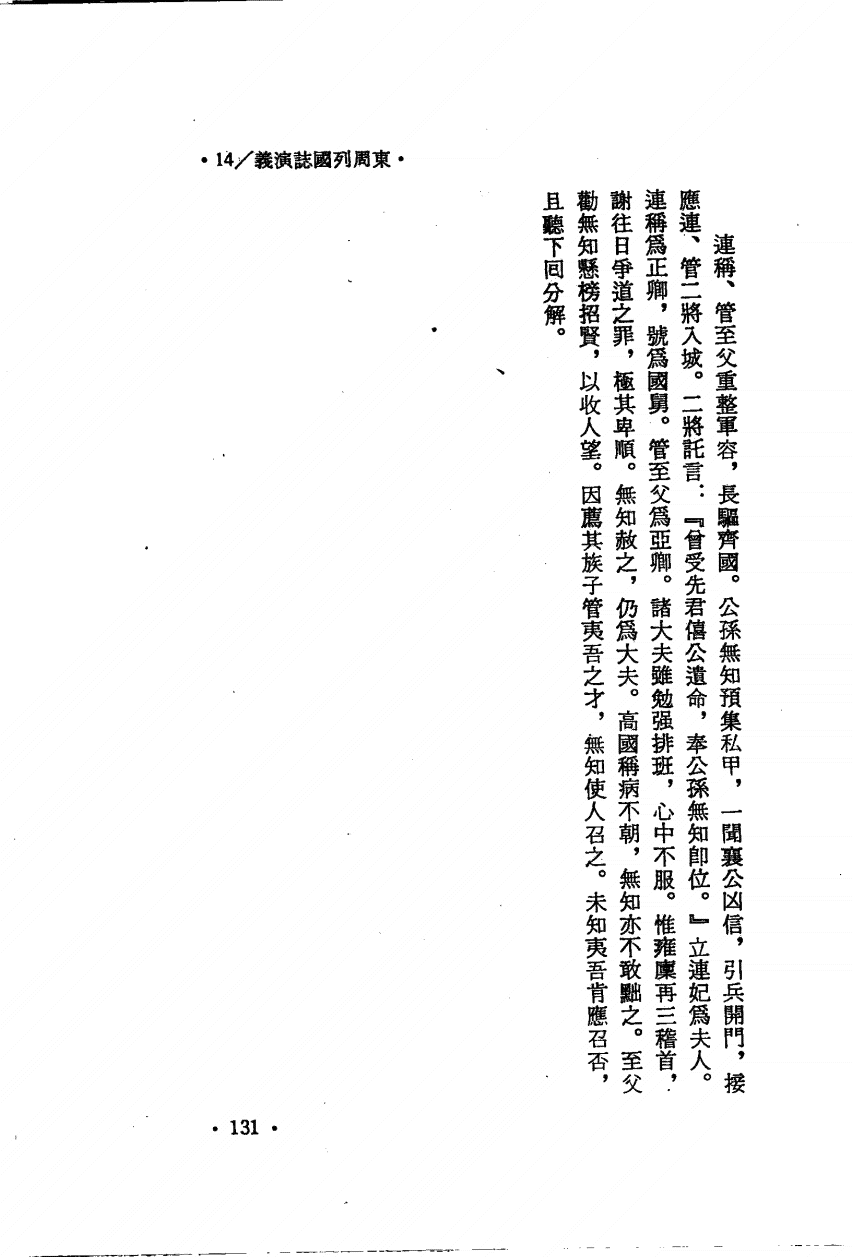 •14／義演誌國列周東•
連稱、管至父重整軍容，長驅齊國。公孫無知預集私甲，一聞襄公凶信，引兵開門，接
應連、管二將入城。二將託言：『曾受先君僖公遺命，奉公孫無知卽位。』立連妃爲夫人。
連稱爲正卿，號爲國舅。管至父爲亞卿。諸大夫雖勉强排班，心中不服。惟雍廩再三稽首，
謝往日爭道之罪，極其卑順。無知赦之，仍爲大夫。高國稱病不朝，無知亦不敢黜之。至父
勸無知懸榜招賢，以收人望。因薦其族子管夷吾之才，無知使人召之。未知夷吾肯應召否，
且聽下囘分解。
•131•